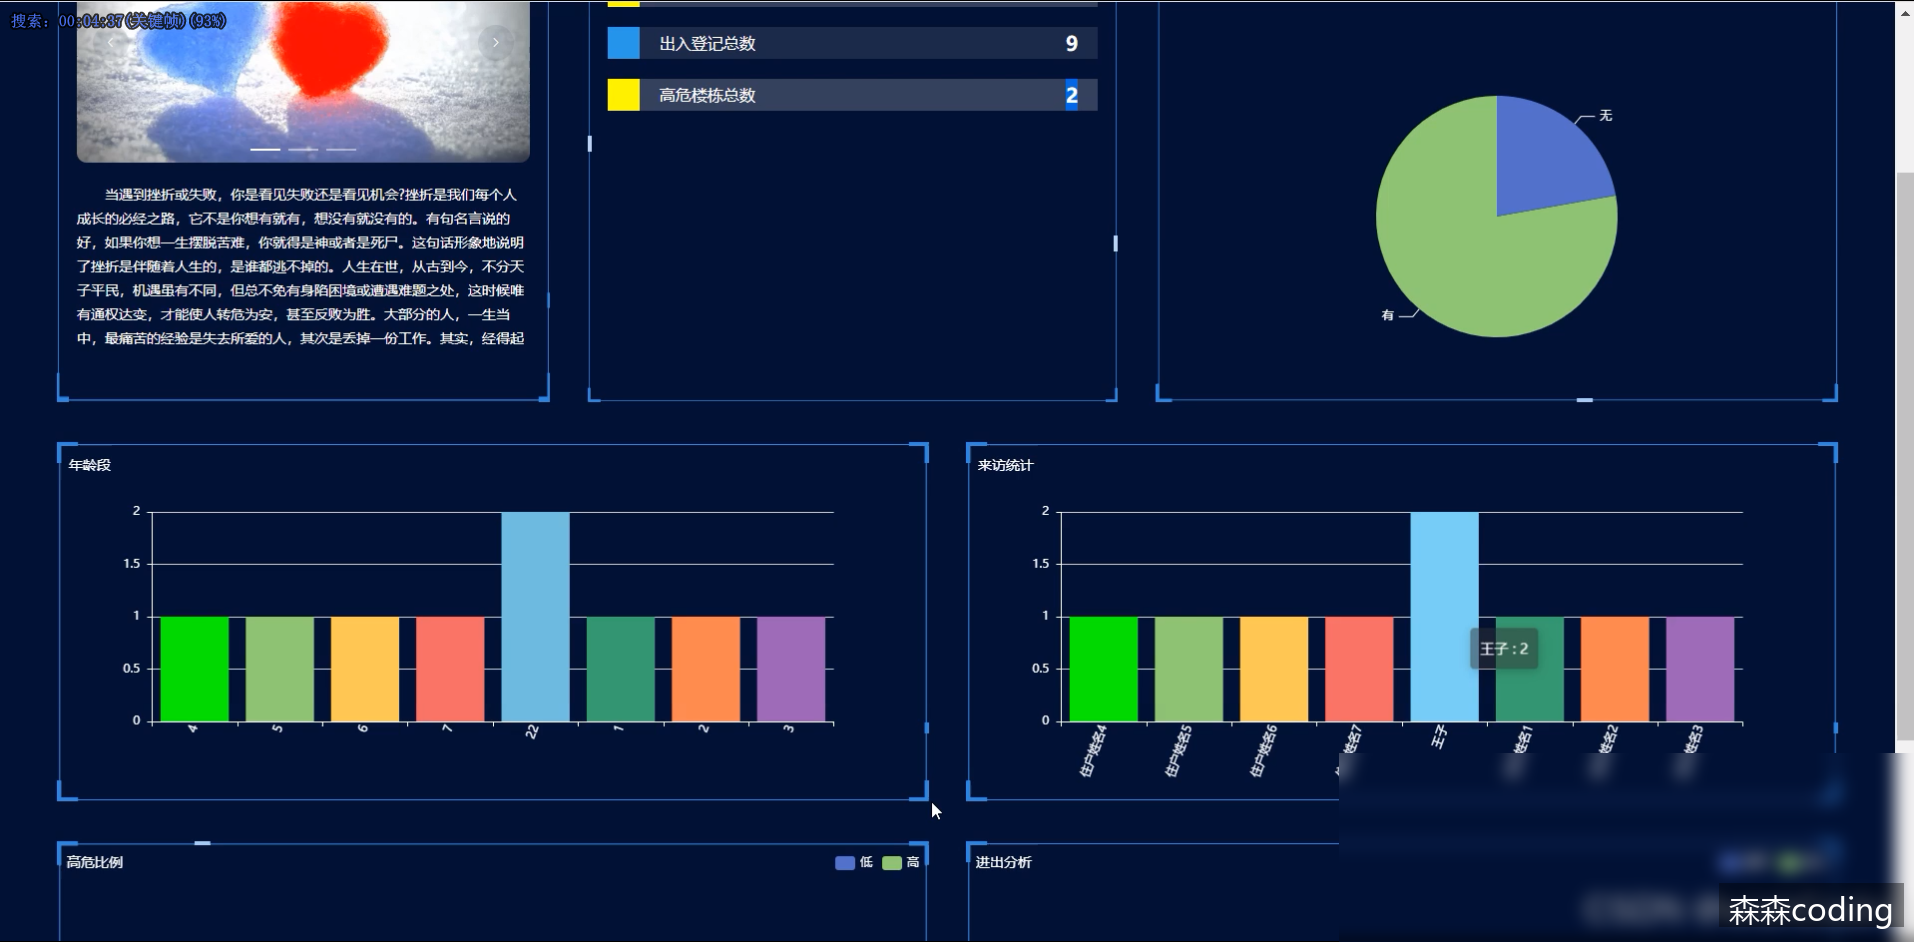 搜索: 00:04:37(关键帧)(93%)
出入登记总数 9
高危楼栋总数 2
当遇到挫折或失败，你是看见失败还是看见机会?挫折是我们每个人
成长的必经之路，它不是你想有就有，想没有就没有的。有句名言说的
好，如果你想一生摆脱苦难，你就得是神或者是死尸。这句话形象地说明
了挫折是伴随着人生的，是谁都逃不掉的。人生在世，从古到今，不分天
子平民，机遇虽有不同，但总不免有身陷困境或遭遇难题之处，这时候唯
有通权达变，才能使人转危为安，甚至反败为胜。大部分的人，一生当
中，最痛苦的经验是失去所爱的人，其次是丢掉一份工作。其实，经得起
无
有
年龄段
2
1.5
1
0.5
0
4 5 6 7 22 1 2 3
来访统计
2
1.5
1
0.5
0
王子 : 2
住户姓名4 住户姓名5 住户姓名6 姓名7 王子 姓名1 姓名2 姓名3
高危比例
低 高
进出分析
森森coding